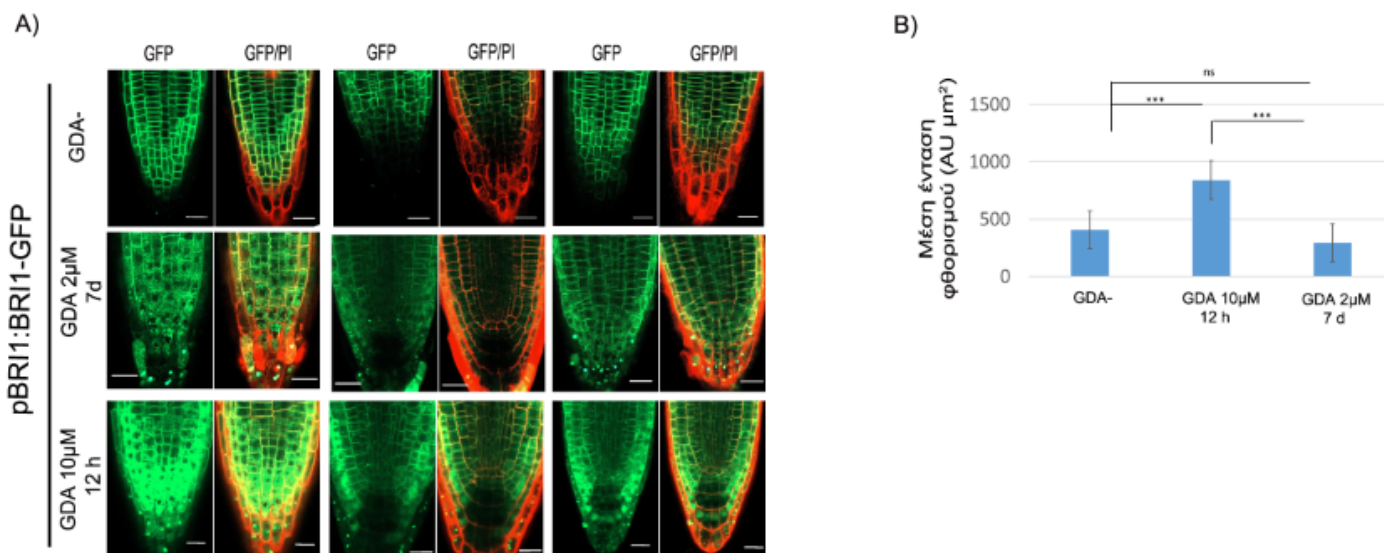 A)
GFP GFP/PI GFP GFP/PI GFP GFP/PI
pBRI1:BRI1-GFP
GDA-
GDA 2μM
7d
GDA 10μM
12 h
B)
Μέση ένταση
φθορισμού (AU μm²)
1500
1000
500
0
ns
***
***
GDA-
GDA 10μM
12 h
GDA 2μM
7 d